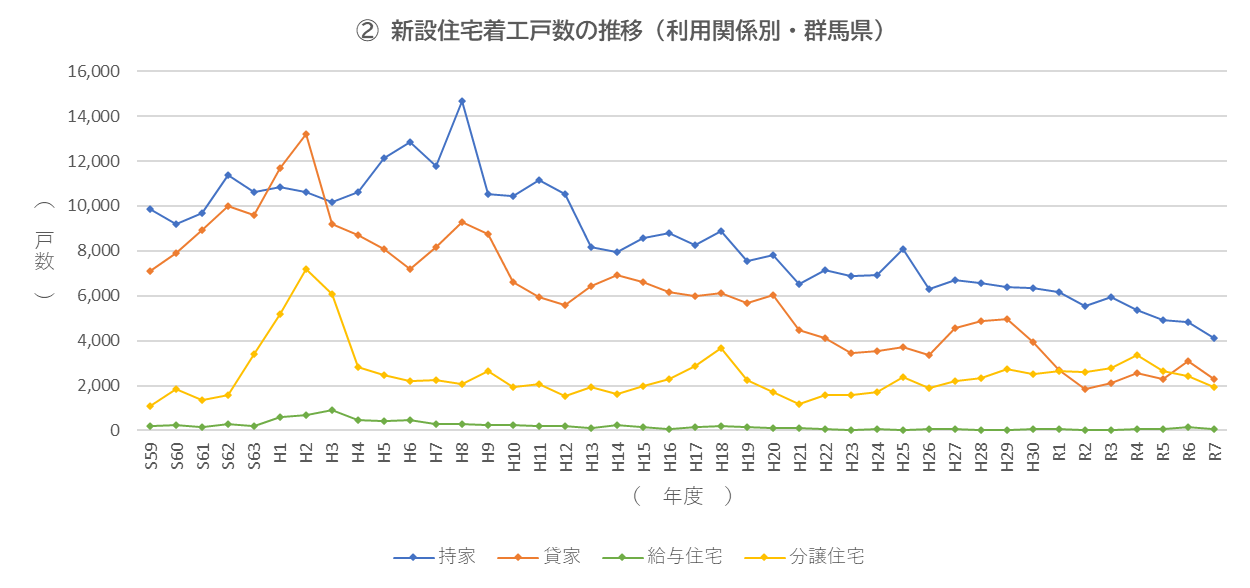 ② 新設住宅着工戸数の推移（利用関係別・群馬県）
16,000
14,000
12,000
10,000
8,000
6,000
4,000
2,000
0
（戸数）
S59 S60 S61 S62 S63 H1 H2 H3 H4 H5 H6 H7 H8 H9 H10 H11 H12 H13 H14 H15 H16 H17 H18 H19 H20 H21 H22 H23 H24 H25 H26 H27 H28 H29 H30 R1 R2 R3 R4 R5 R6 R7
（　年度　）
持家 貸家 給与住宅 分譲住宅